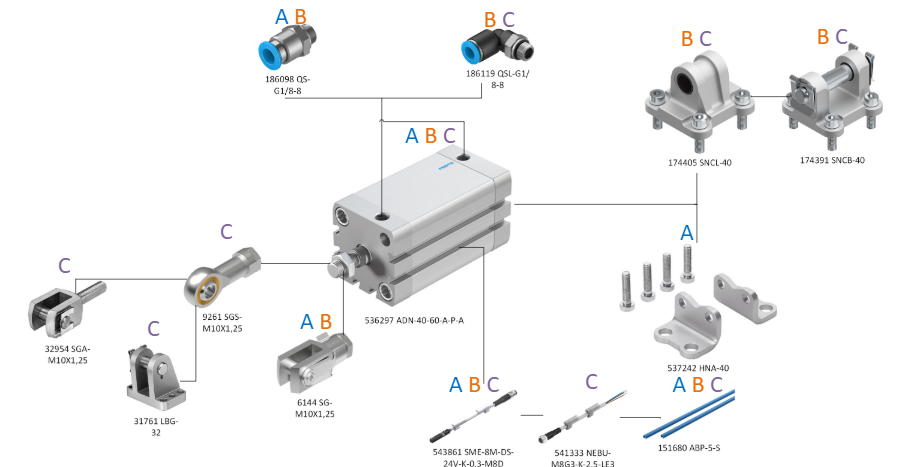 A B
186098 QS-
G1/8-8
B C
186119 QSL-G1/
8-8
B C
174405 SNCL-40
B C
174391 SNCB-40
A B C
536297 ADN-40-60-A-P-A
C
9261 SGS-
M10X1,25
C
32954 SGA-
M10X1,25
C
31761 LBG-
32
A B
6144 SG-
M10X1,25
A
537242 HNA-40
A B C
543861 SME-8M-DS-
24V-K-0.3-M8D
C
541333 NEBU-
M8G3-K-2.5-LE3
A B C
151680 ABP-5-S